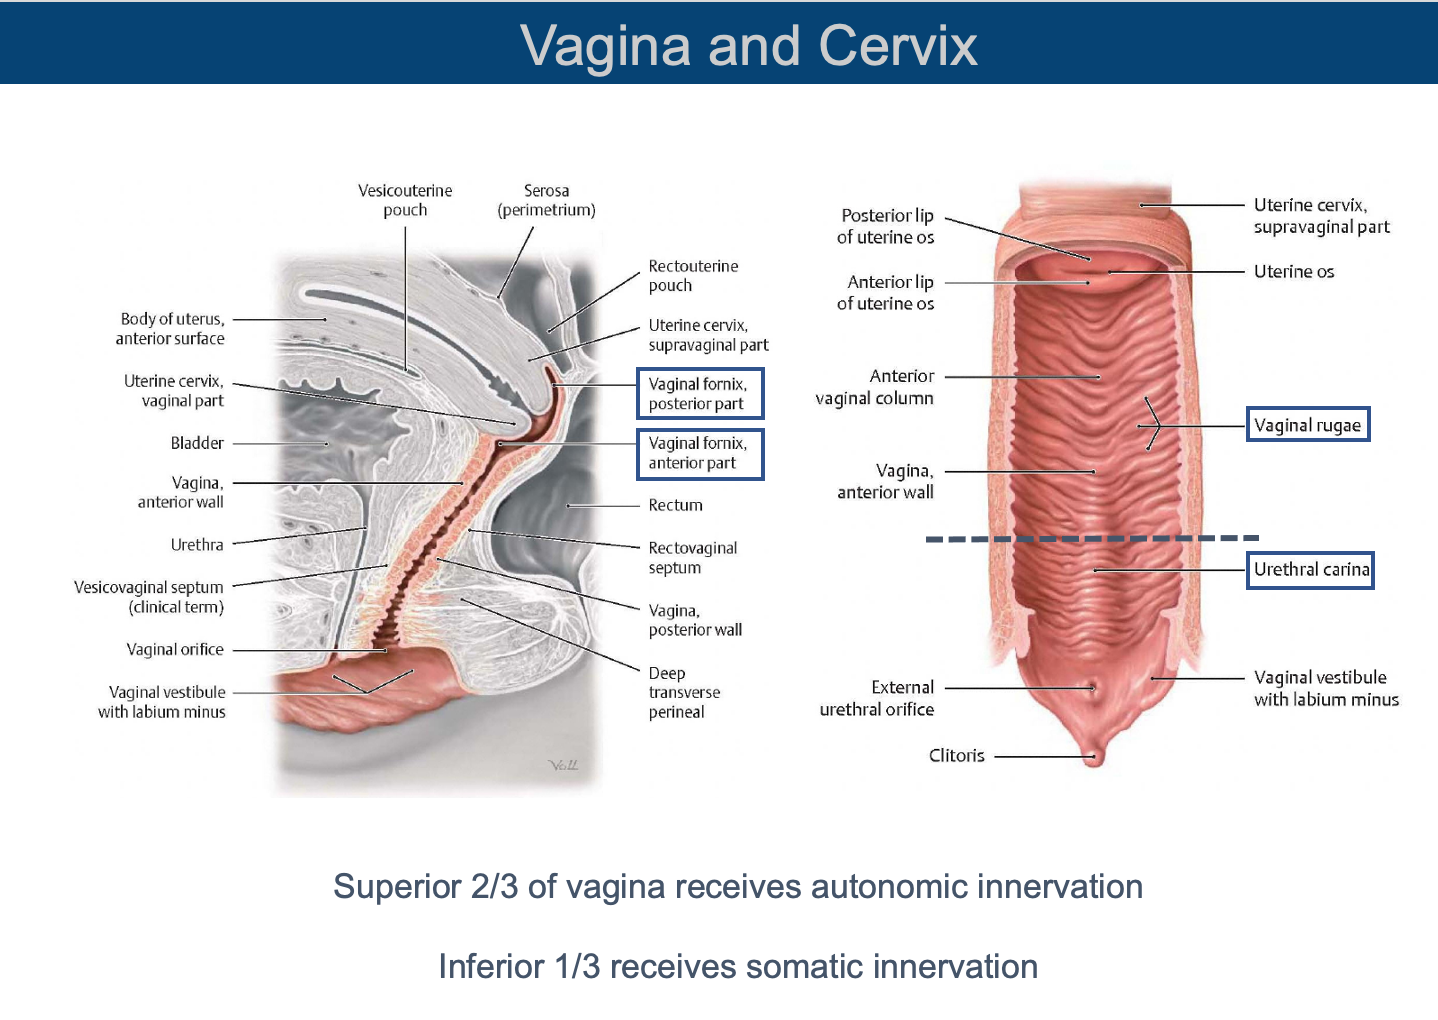 Vagina and Cervix
Vesicouterine
pouch
Serosa
(perimetrium)
Body of uterus,
anterior surface
Uterine cervix,
vaginal part
Bladder
Vagina,
anterior wall
Urethra
Vesicovaginal septum
(clinical term)
Vaginal orifice
Vaginal vestibule
with labium minus
Rectouterine
pouch
Uterine cervix,
supravaginal part
Vaginal fornix,
posterior part
Vaginal fornix,
anterior part
Rectum
Rectovaginal
septum
Vagina,
posterior wall
Deep
transverse
perineal
Posterior lip
of uterine os
Anterior lip
of uterine os
Anterior
vaginal column
Vagina,
anterior wall
External
urethral orifice
Clitoris
Uterine cervix,
supravaginal part
Uterine os
Vaginal rugae
Urethral carina
Vaginal vestibule
with labium minus
Superior 2/3 of vagina receives autonomic innervation
Inferior 1/3 receives somatic innervation